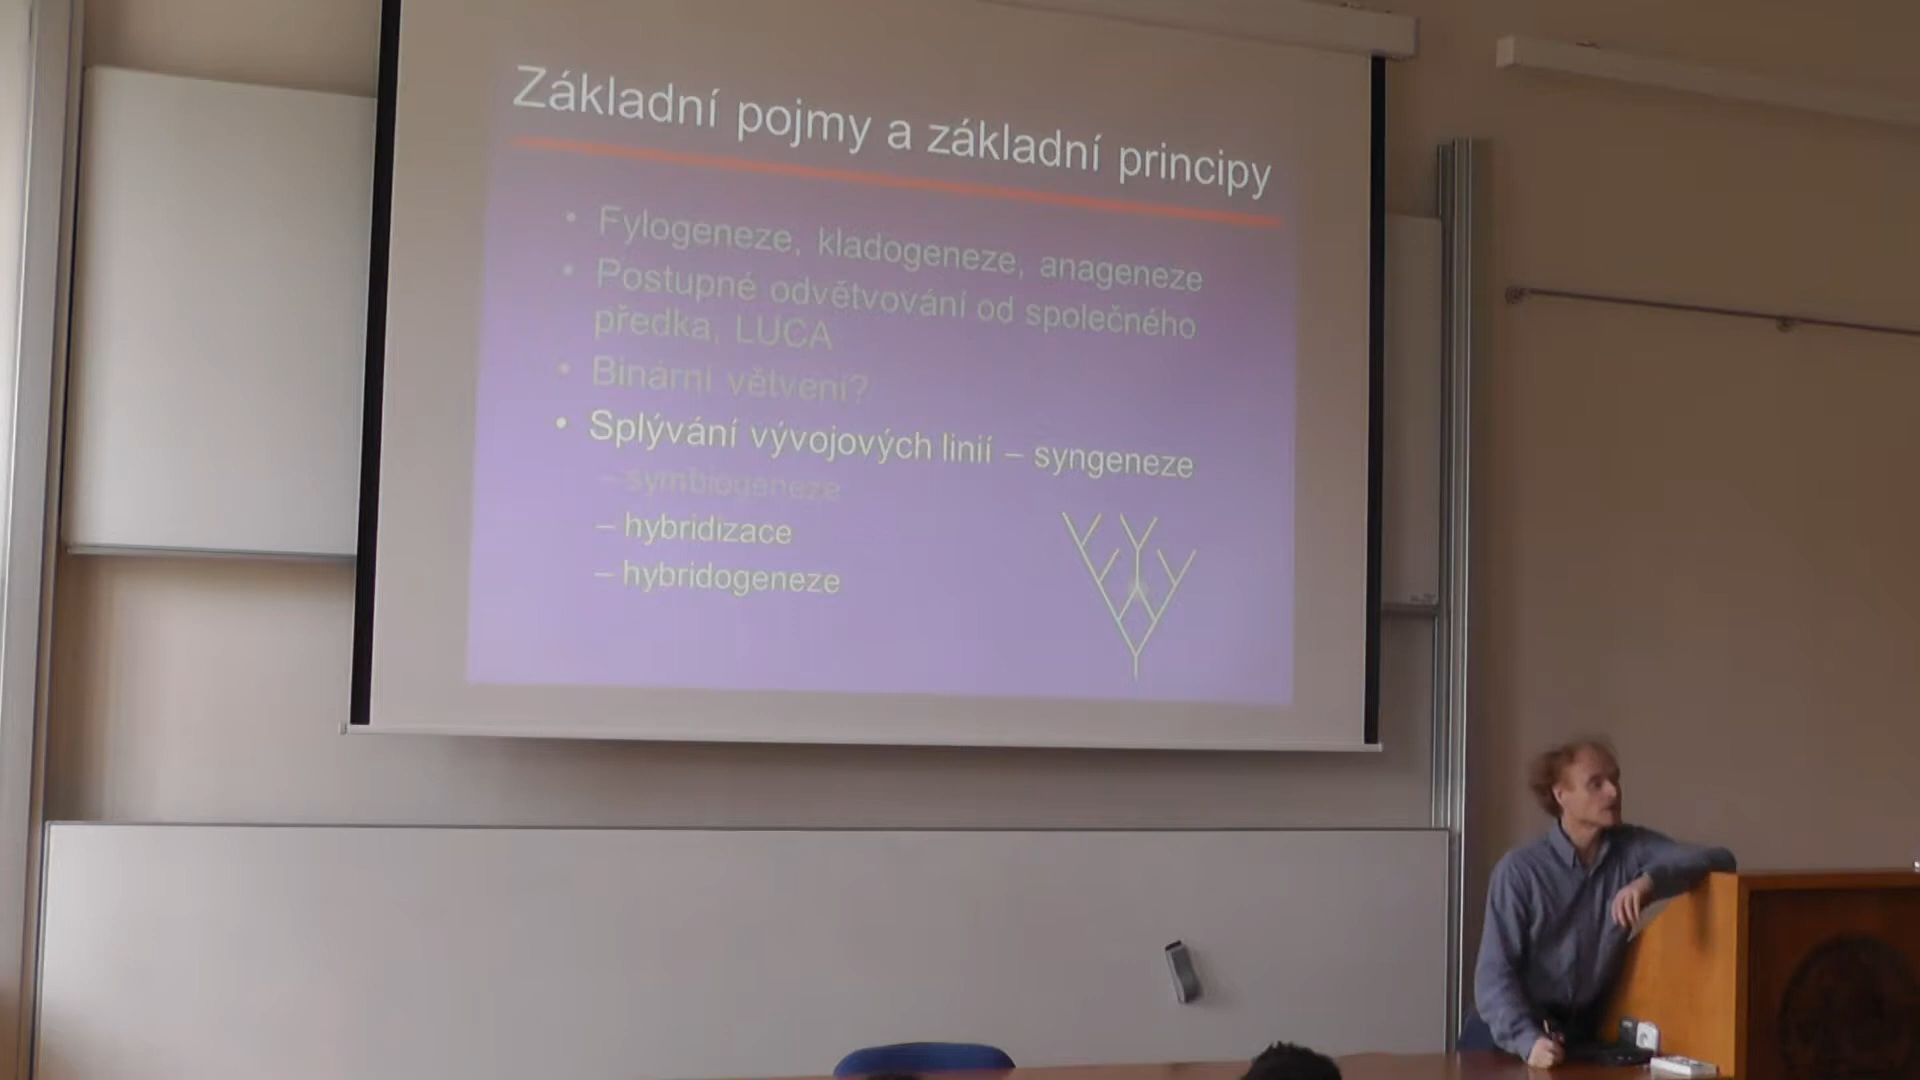 Základní pojmy a základní principy
• Fylogeneze, kladogeneze, anageneze
• Postupné odvětvování od společného
předka, LUCA
• Binární větvení?
• Splývání vývojových linií – syngeneze
– symbiogeneze
– hybridizace
– hybridogeneze